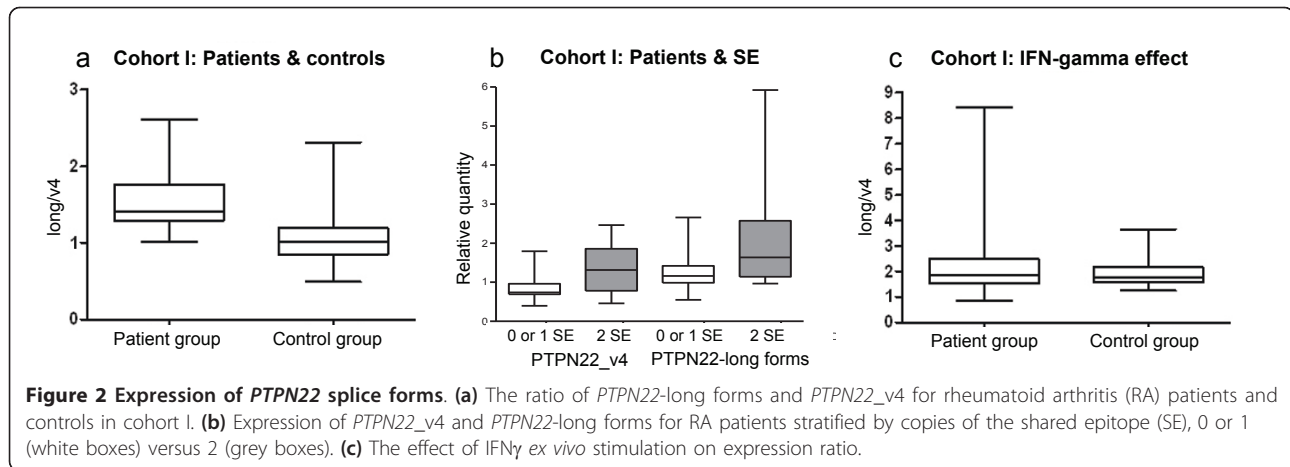 a Cohort I: Patients & controls
3
2
1
0
long/v4
Patient group Control group
b Cohort I: Patients & SE
6
5
4
3
2
1
0
Relative quantity
0 or 1 SE 2 SE 0 or 1 SE 2 SE
PTPN22_v4 PTPN22-long forms
c Cohort I: IFN-gamma effect
9
8
7
6
5
4
3
2
1
0
long/v4
Patient group Control group
Figure 2 Expression of PTPN22 splice forms. (a) The ratio of PTPN22-long forms and PTPN22_v4 for rheumatoid arthritis (RA) patients and
controls in cohort I. (b) Expression of PTPN22_v4 and PTPN22-long forms for RA patients stratified by copies of the shared epitope (SE), 0 or 1
(white boxes) versus 2 (grey boxes). (c) The effect of IFNγ ex vivo stimulation on expression ratio.